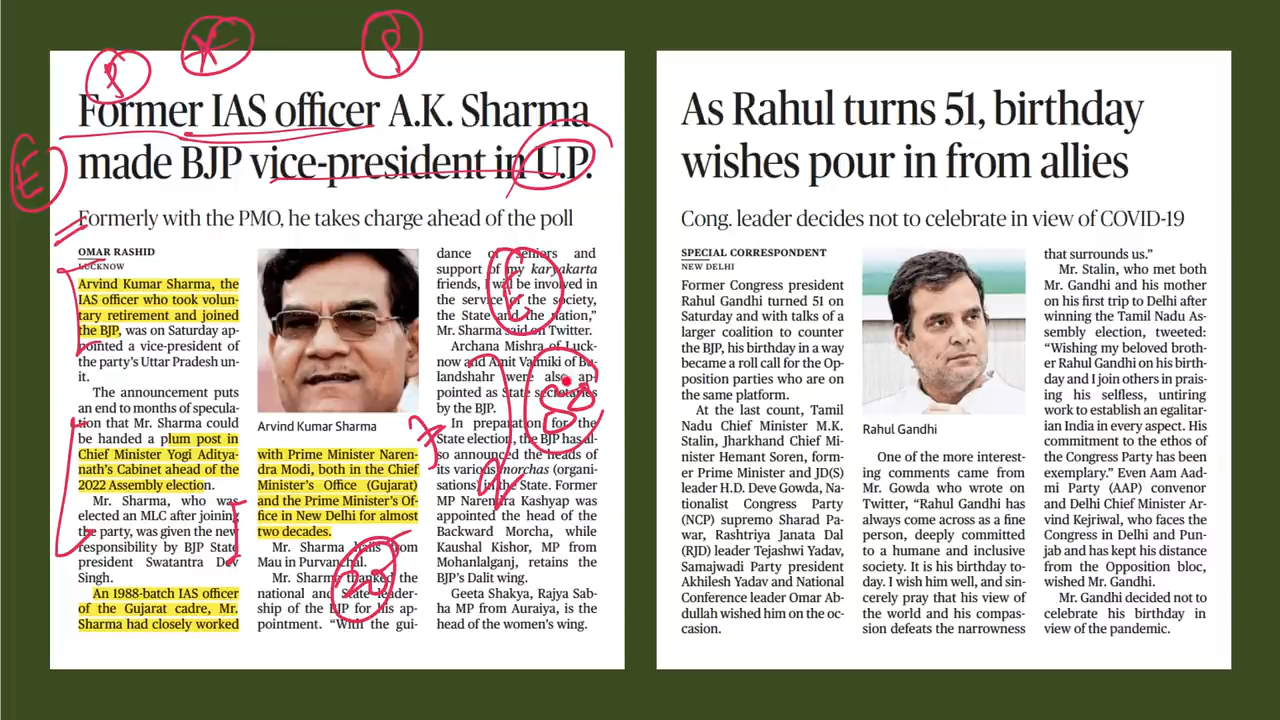 Former IAS officer A.K. Sharma
made BJP vice-president in U.P.
Formerly with the PMO, he takes charge ahead of the poll
OMAR RASHID
LUCKNOW
Arvind Kumar Sharma, the
IAS officer who took volun-
tary retirement and joined
the BJP, was on Saturday ap-
pointed a vice-president of
the party's Uttar Pradesh un-
it.
The announcement puts
an end to months of specula-
tion that Mr. Sharma could
be handed a plum post in
Chief Minister Yogi Aditya-
nath's Cabinet ahead of the
2022 Assembly election.
Mr. Sharma, who was
elected an MLC after joining
the party, was given the new
responsibility by BJP State
president Swatantra Dev
Singh.
An 1988-batch IAS officer
of the Gujarat cadre, Mr.
Sharma had closely worked
Arvind Kumar Sharma
with Prime Minister Naren-
dra Modi, both in the Chief
Minister's Office (Gujarat)
and the Prime Minister's Of-
fice in New Delhi for almost
two decades.
Mr. Sharma hails from
Mau in Purvanchal.
Mr. Sharma thanked the
national and State leader-
ship of the BJP for his ap-
pointment. "With the gui-
dance of seniors and
support of my karyakarta
friends, I will be involved in
the service of the society,
the State and the nation,"
Mr. Sharma said on Twitter.
Archana Mishra of Luck-
now and Amit Valmiki of Bu-
landshahr were also ap-
pointed as State secretaries
by the BJP.
In preparation for the
State election, the BJP has al-
so announced the heads of
its various morchas (organi-
sations) in the State. Former
MP Narendra Kashyap was
appointed the head of the
Backward Morcha, while
Kaushal Kishor, MP from
Mohanlalganj, retains the
BJP's Dalit wing.
Geeta Shakya, Rajya Sab-
ha MP from Auraiya, is the
head of the women's wing.
As Rahul turns 51, birthday
wishes pour in from allies
Cong. leader decides not to celebrate in view of COVID-19
SPECIAL CORRESPONDENT
NEW DELHI
Former Congress president
Rahul Gandhi turned 51 on
Saturday and with talks of a
larger coalition to counter
the BJP, his birthday in a way
became a roll call for the Op-
position parties who are on
the same platform.
At the last count, Tamil
Nadu Chief Minister M.K.
Stalin, Jharkhand Chief Mi-
nister Hemant Soren, for-
mer Prime Minister and JD(S)
leader H.D. Deve Gowda, Na-
tionalist Congress Party
(NCP) supremo Sharad Pa-
war, Rashtriya Janata Dal
(RJD) leader Tejashwi Yadav,
Samajwadi Party president
Akhilesh Yadav and National
Conference leader Omar Ab-
dullah wished him on the oc-
casion.
Rahul Gandhi
One of the more interest-
ing comments came from
Mr. Gowda who wrote on
Twitter, "Rahul Gandhi has
always come across as a fine
person, deeply committed
to a humane and inclusive
society. It is his birthday to-
day. I wish him well, and sin-
cerely pray that his view of
the world and his compas-
sion defeats the narrowness
that surrounds us."
Mr. Stalin, who met both
Mr. Gandhi and his mother
on his first trip to Delhi after
winning the Tamil Nadu As-
sembly election, tweeted:
"Wishing my beloved broth-
er Rahul Gandhi on his birth-
day and I join others in prais-
ing his selfless, untiring
work to establish an egalitar-
ian India in every aspect. His
commitment to the ethos of
the Congress Party has been
exemplary." Even Aam Aad-
mi Party (AAP) convenor
and Delhi Chief Minister Ar-
vind Kejriwal, who faces the
Congress in Delhi and Pun-
jab and has kept his distance
from the Opposition bloc,
wished Mr. Gandhi.
Mr. Gandhi decided not to
celebrate his birthday in
view of the pandemic.